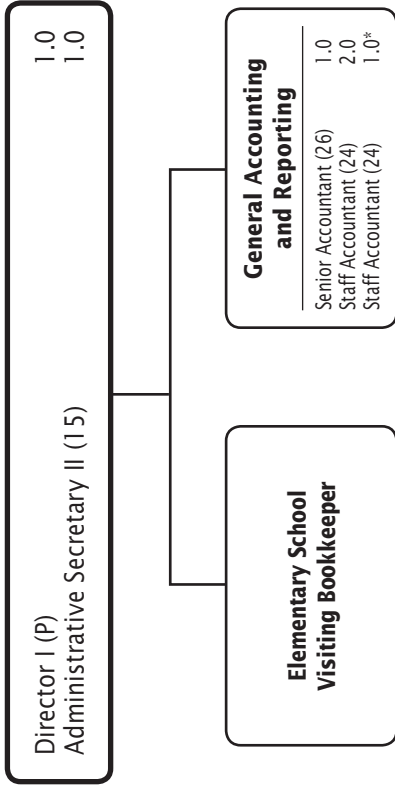 Director I (P) 1.0
Administrative Secretary II (15) 1.0
Elementary School
Visiting Bookkeeper
General Accounting
and Reporting
Senior Accountant (26) 1.0
Staff Accountant (24) 2.0
Staff Accountant (24) 1.0*